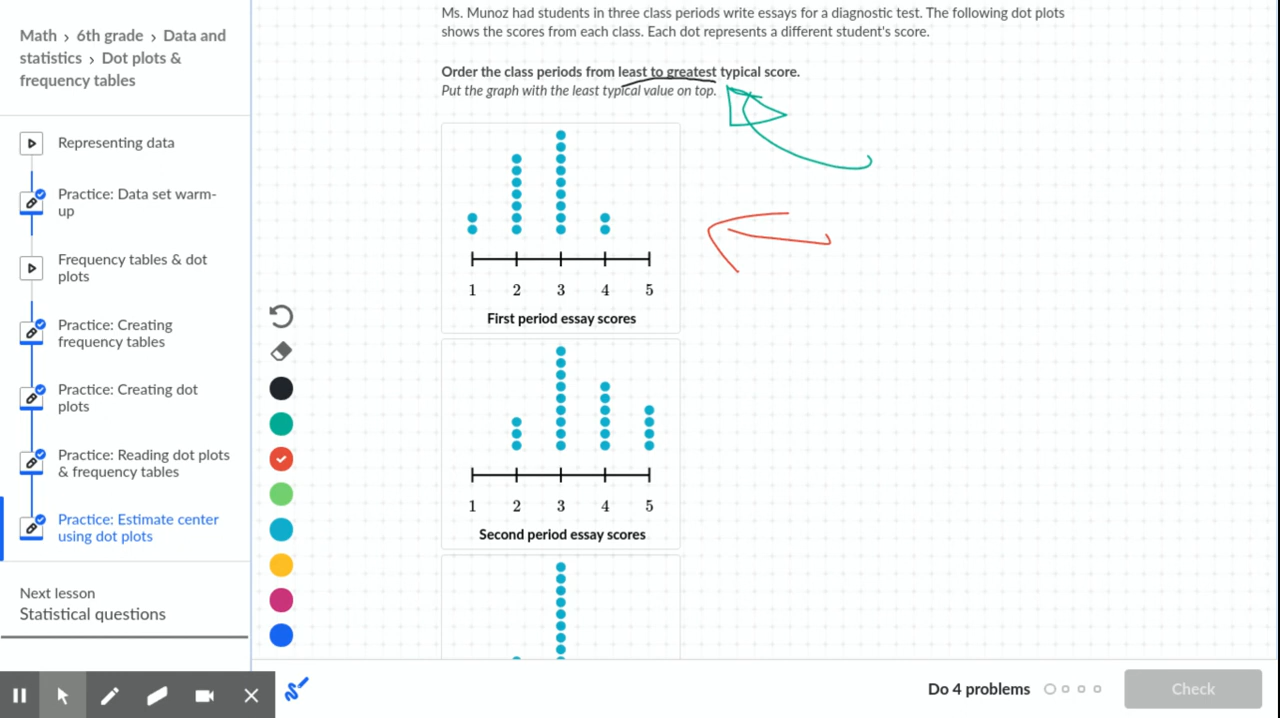 Math › 6th grade › Data and
statistics › Dot plots &
frequency tables
Representing data
Practice: Data set warm-
up
Frequency tables & dot
plots
Practice: Creating
frequency tables
Practice: Creating dot
plots
Practice: Reading dot plots
& frequency tables
Practice: Estimate center
using dot plots
Next lesson
Statistical questions
Ms. Munoz had students in three class periods write essays for a diagnostic test. The following dot plots
shows the scores from each class. Each dot represents a different student's score.
Order the class periods from least to greatest typical score.
Put the graph with the least typical value on top.
1 2 3 4 5
First period essay scores
1 2 3 4 5
Second period essay scores
Do 4 problems
Check